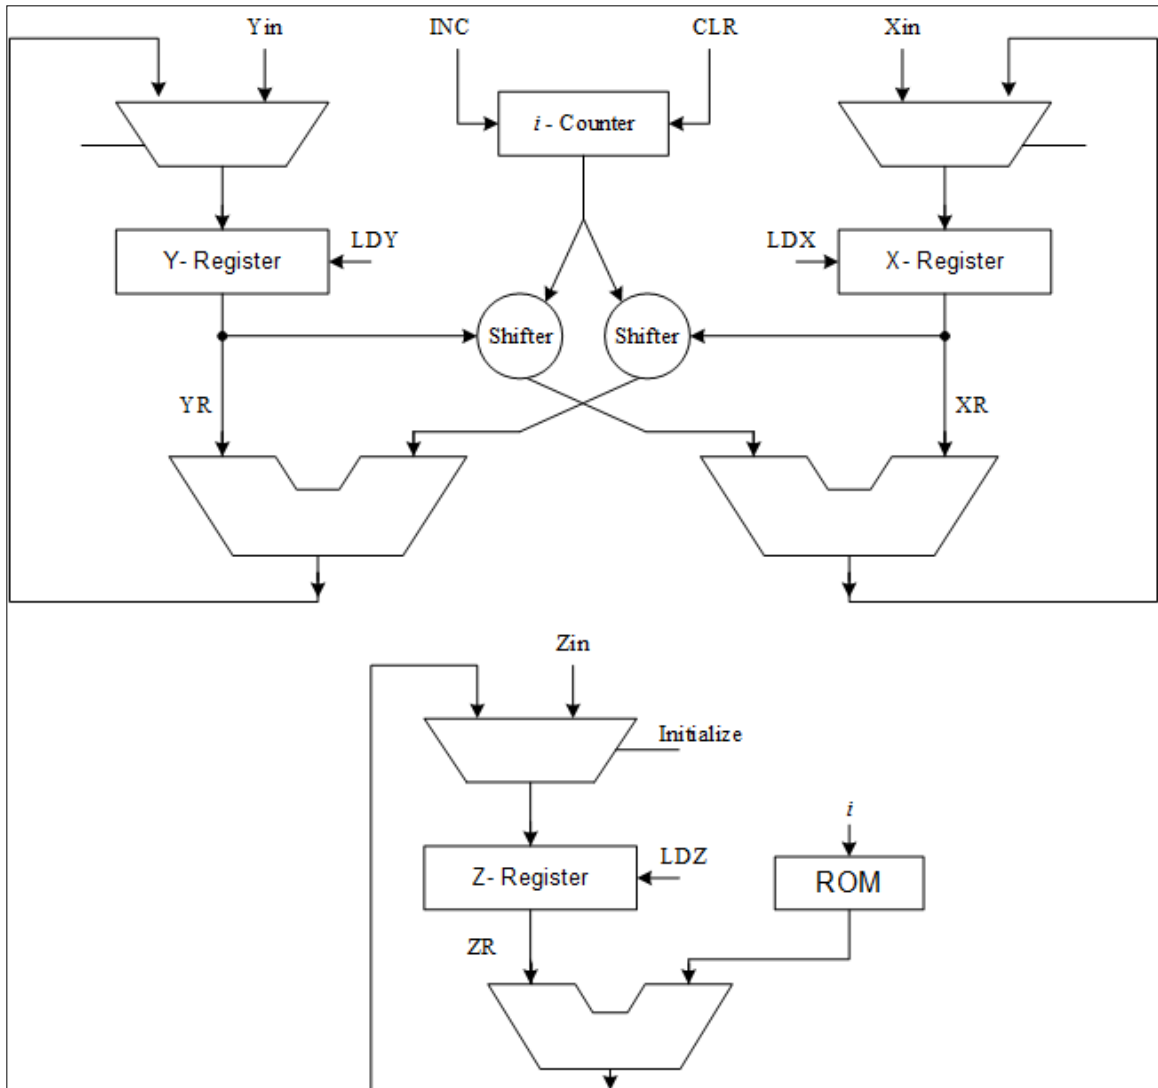 Yin
INC
CLR
Xin
i - Counter
LDY
LDX
Y- Register
X - Register
Shifter
Shifter
YR
XR
Zin
Initialize
i
LDZ
Z- Register
ROM
ZR